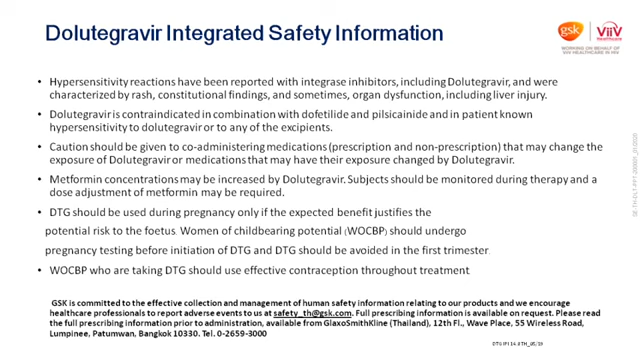 Dolutegravir Integrated Safety Information
gsk
ViiV
Healthcare
WORKING ON BEHALF OF
VIIV HEALTHCARE IN HIV
• Hypersensitivity reactions have been reported with integrase inhibitors, including Dolutegravir, and were
characterized by rash, constitutional findings, and sometimes, organ dysfunction, including liver injury.
• Dolutegravir is contraindicated in combination with dofetilide and pilsicainide and in patient known
hypersensitivity to dolutegravir or to any of the excipients.
• Caution should be given to co-administering medications (prescription and non-prescription) that may change the
exposure of Dolutegravir or medications that may have their exposure changed by Dolutegravir.
• Metformin concentrations may be increased by Dolutegravir. Subjects should be monitored during therapy and a
dose adjustment of metformin may be required.
• DTG should be used during pregnancy only if the expected benefit justifies the
potential risk to the foetus. Women of childbearing potential (WOCBP) should undergo
pregnancy testing before initiation of DTG and DTG should be avoided in the first trimester.
• WOCBP who are taking DTG should use effective contraception throughout treatment.
GSK is committed to the effective collection and management of human safety information relating to our products and we encourage
healthcare professionals to report adverse events to us at safety_th@gsk.com. Full prescribing information is available on request. Please read
the full prescribing information prior to administration, available from GlaxoSmithKline (Thailand), 12th Fl., Wave Place, 55 Wireless Road,
Lumpinee, Patumwan, Bangkok 10330. Tel. 0-2659-3000